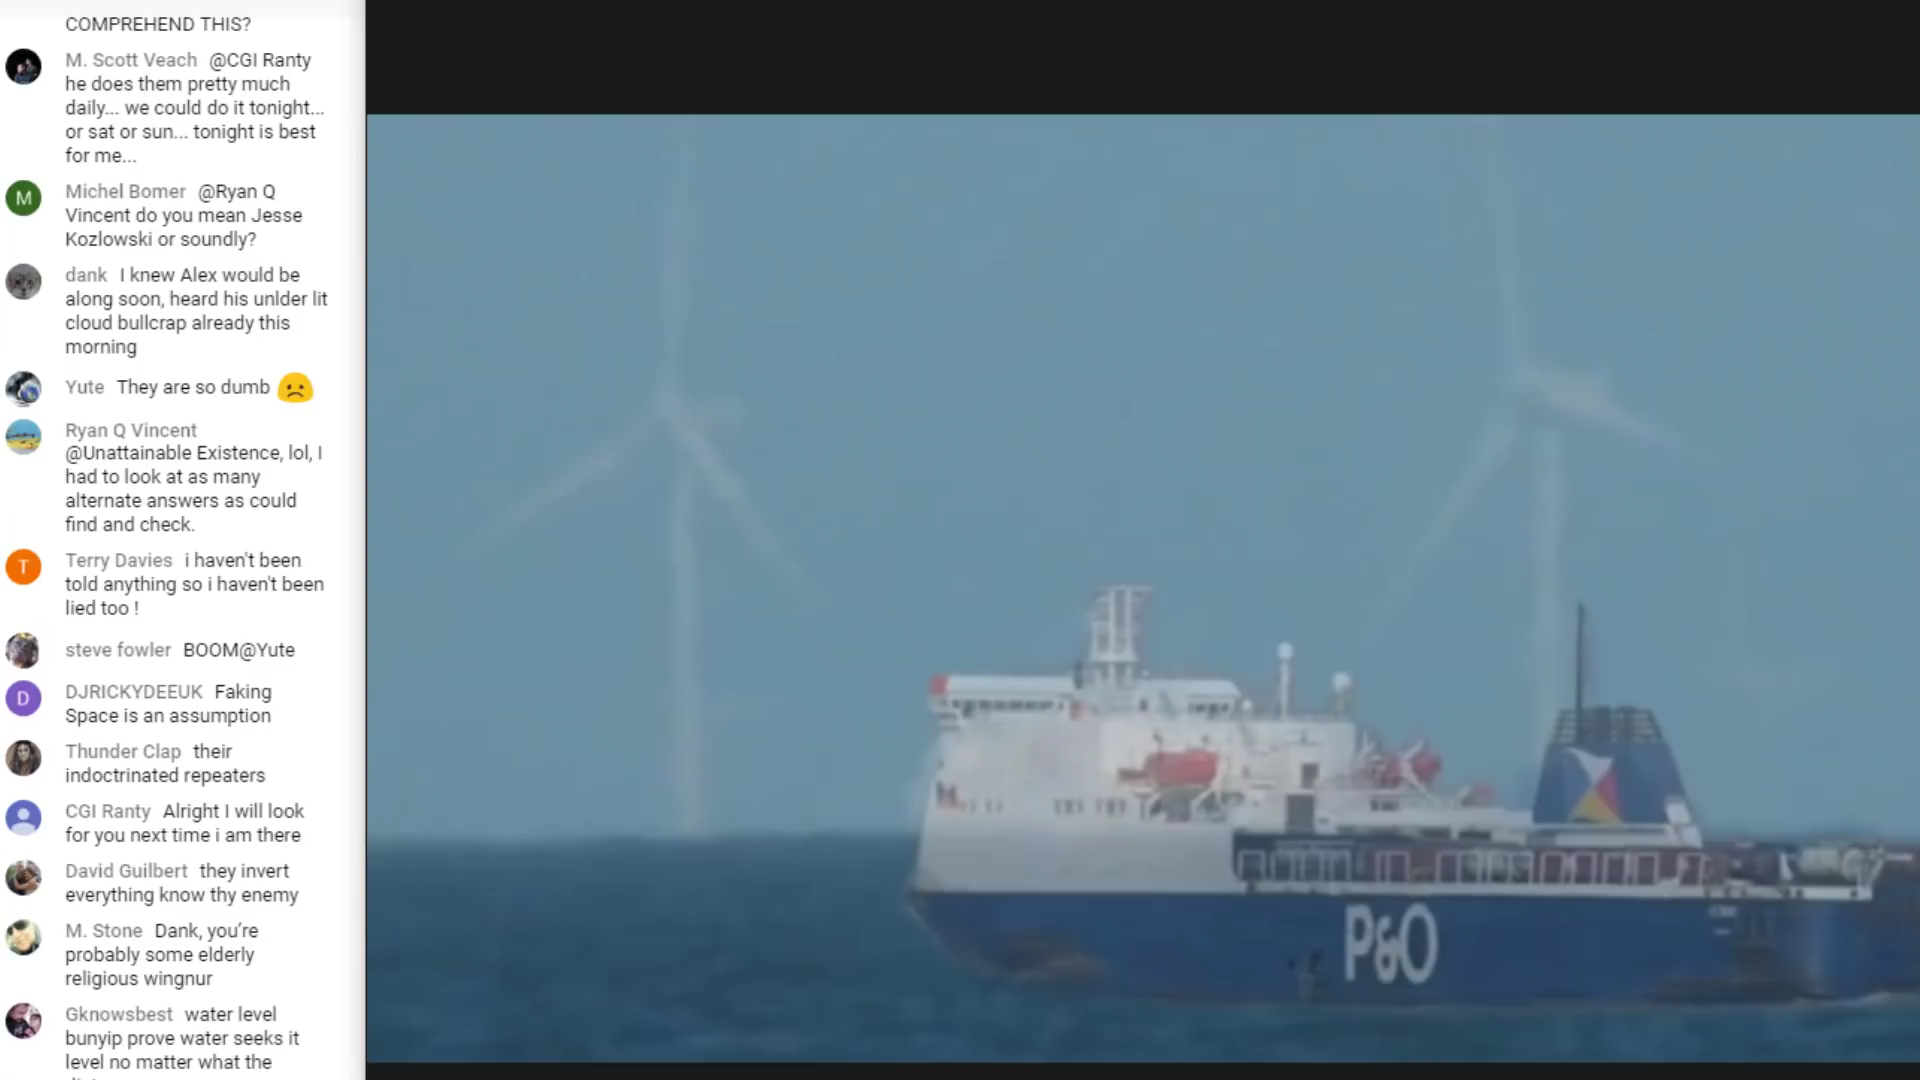 COMPREHEND THIS?
M. Scott Veach @CGI Ranty
he does them pretty much
daily... we could do it tonight...
or sat or sun... tonight is best
for me...
M
Michel Bomer @Ryan Q
Vincent do you mean Jesse
Kozlowski or soundly?
dank I knew Alex would be
along soon, heard his unlder lit
cloud bullcrap already this
morning
Yute They are so dumb
Ryan Q Vincent
@Unattainable Existence, lol, I
had to look at as many
alternate answers as could
find and check.
T
Terry Davies i haven't been
told anything so i haven't been
lied too !
steve fowler BOOM@Yute
D
DJRICKYDEEUK Faking
Space is an assumption
Thunder Clap their
indoctrinated repeaters
CGI Ranty Alright I will look
for you next time i am there
David Guilbert they invert
everything know thy enemy
M. Stone Dank, you’re
probably some elderly
religious wingnur
Gknowsbest water level
bunyip prove water seeks it
level no matter what the
P&O